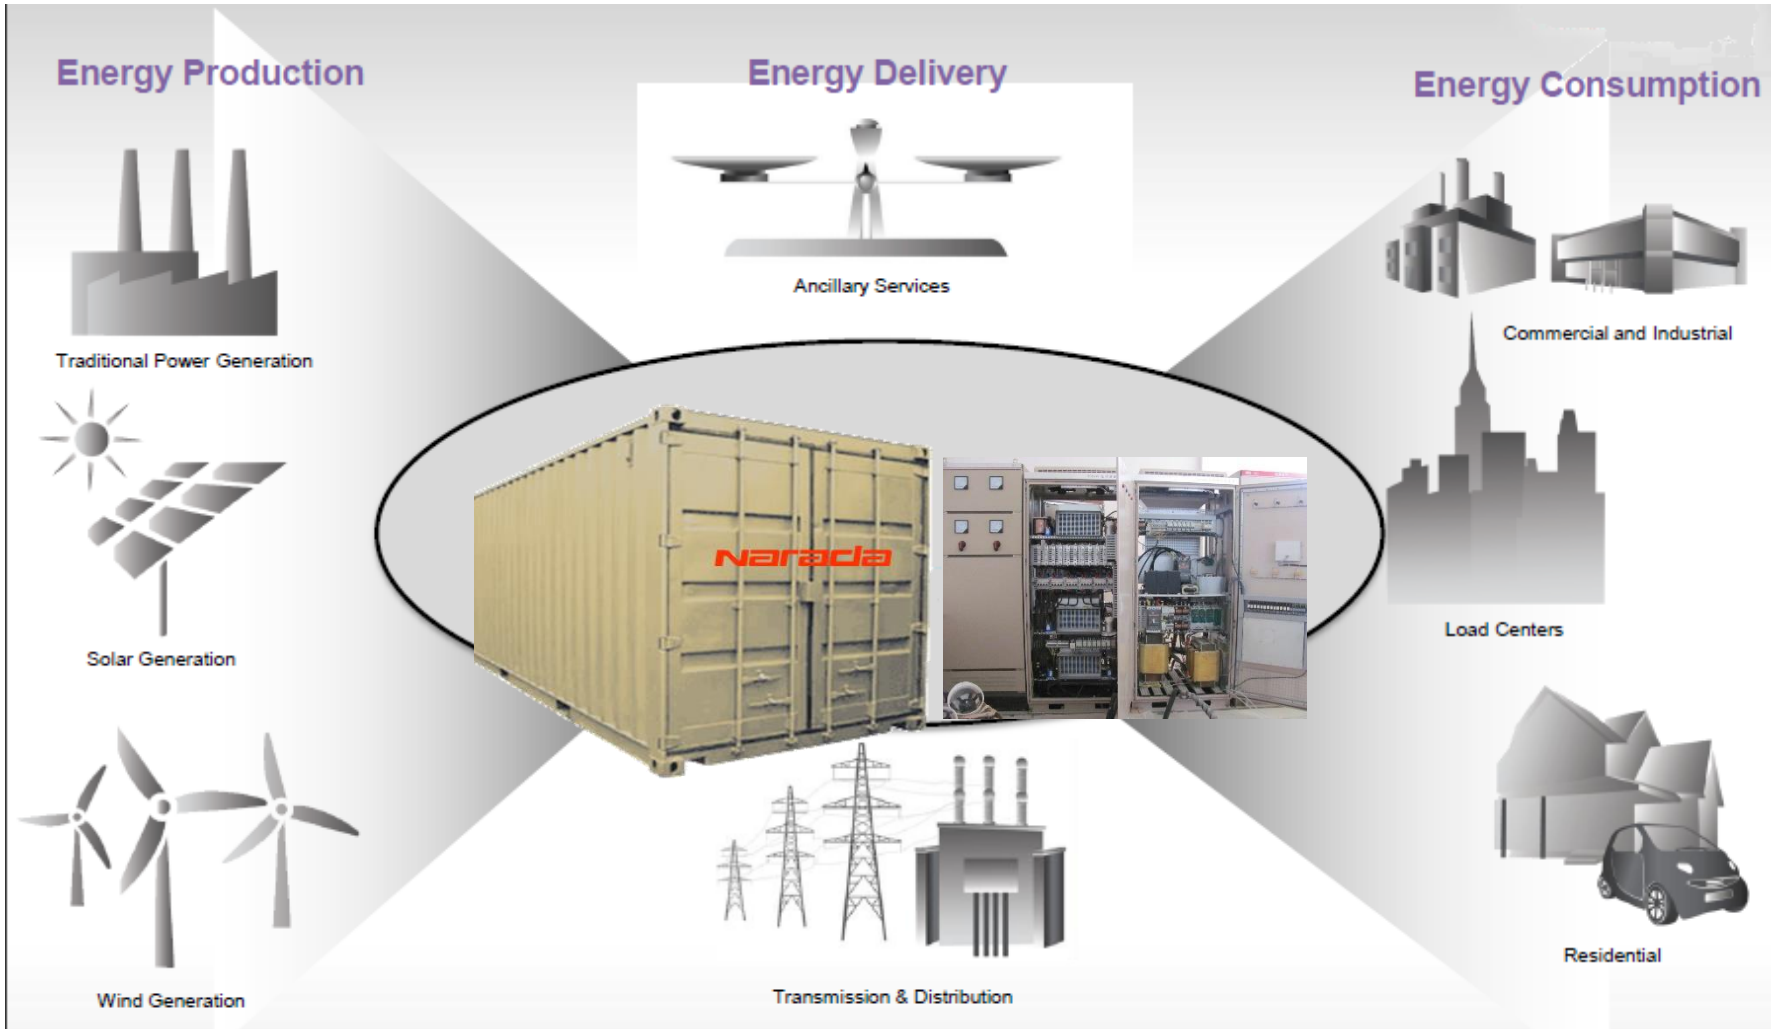 Energy Production
Energy Delivery
Energy Consumption
Ancillary Services
Commercial and Industrial
Traditional Power Generation
Narada
Load Centers
Solar Generation
Residential
Transmission & Distribution
Wind Generation